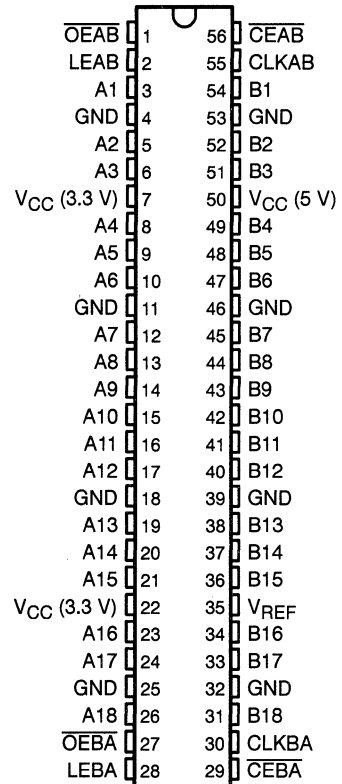 OEAB 1 56 CEAB
LEAB 2 55 CLKAB
A1 3 54 B1
GND 4 53 GND
A2 5 52 B2
A3 6 51 B3
VCC (3.3 V) 7 50 VCC (5 V)
A4 8 49 B4
A5 9 48 B5
A6 10 47 B6
GND 11 46 GND
A7 12 45 B7
A8 13 44 B8
A9 14 43 B9
A10 15 42 B10
A11 16 41 B11
A12 17 40 B12
GND 18 39 GND
A13 19 38 B13
A14 20 37 B14
A15 21 36 B15
VCC (3.3 V) 22 35 VREF
A16 23 34 B16
A17 24 33 B17
GND 25 32 GND
A18 26 31 B18
OEBA 27 30 CLKBA
LEBA 28 29 CEBA